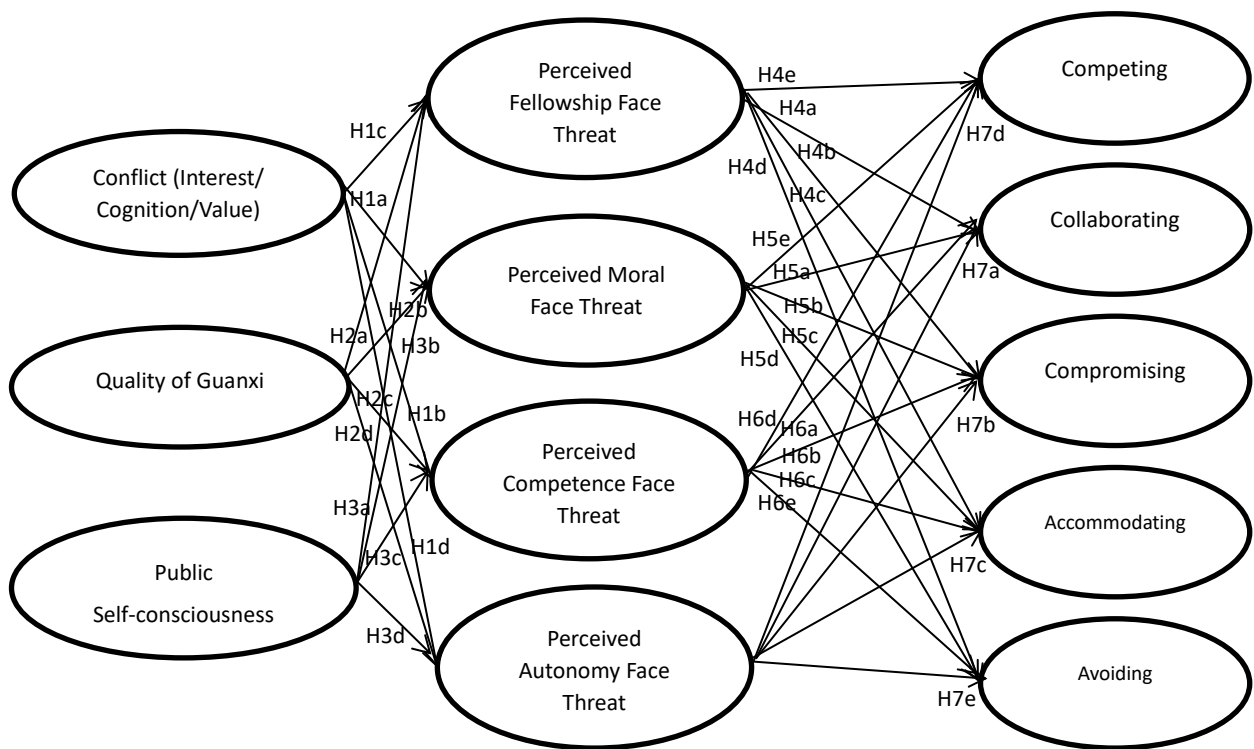 Conflict (Interest/
Cognition/Value)
Quality of Guanxi
Public
Self-consciousness
H1c
H1a
H2a
H2b
H3b
H2c
H2d
H1b
H3a
H3c
H1d
H3d
Perceived
Fellowship Face
Threat
Perceived Moral
Face Threat
Perceived
Competence Face
Threat
Perceived
Autonomy Face
Threat
H4e
H4a
H4b
H4d
H4c
H7d
H5e
H5a
H7a
H5b
H5c
H5d
H6d
H6a
H7b
H6b
H6c
H6e
H7c
H7e
Competing
Collaborating
Compromising
Accommodating
Avoiding